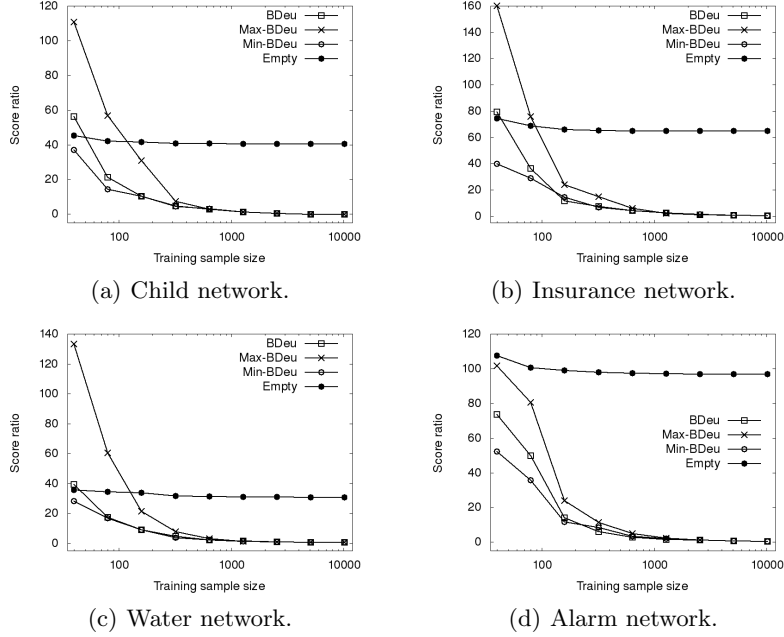 120
100
80
60
40
20
0
Score ratio
BDeu
Max-BDeu
Min-BDeu
Empty
100 1000 10000
Training sample size
(a) Child network.
160
140
120
100
80
60
40
20
0
Score ratio
BDeu
Max-BDeu
Min-BDeu
Empty
100 1000 10000
Training sample size
(b) Insurance network.
140
120
100
80
60
40
20
0
Score ratio
BDeu
Max-BDeu
Min-BDeu
Empty
100 1000 10000
Training sample size
(c) Water network.
120
100
80
60
40
20
0
Score ratio
BDeu
Max-BDeu
Min-BDeu
Empty
100 1000 10000
Training sample size
(d) Alarm network.